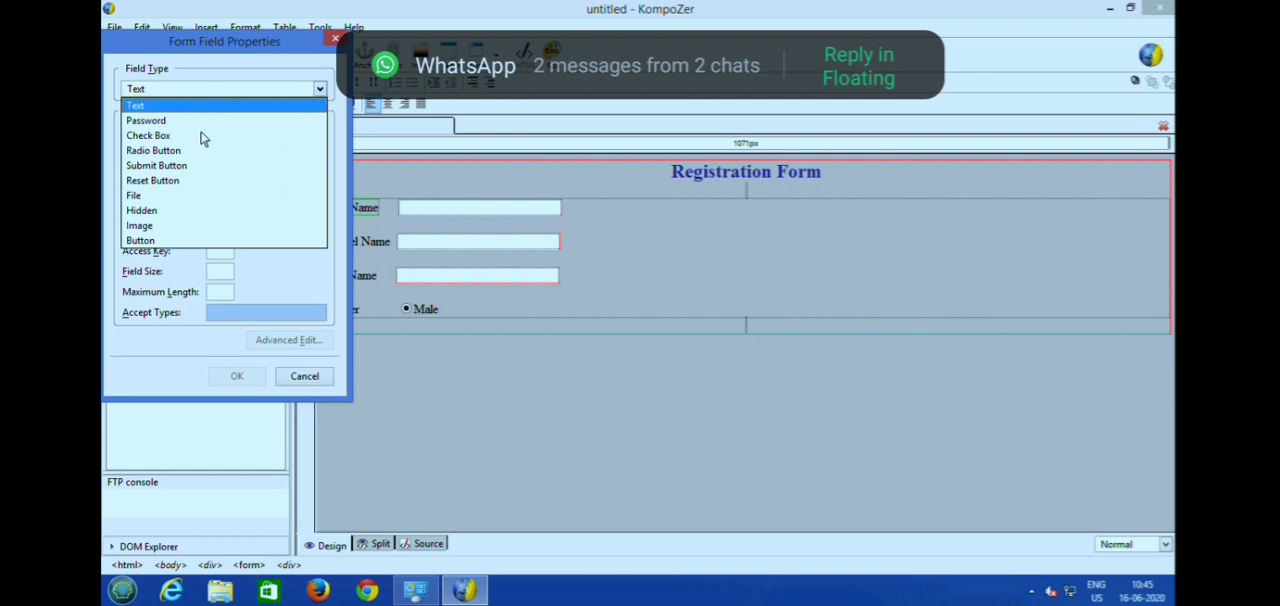 untitled - KompoZer
File Edit View Insert Format Table Tools Help
Form Field Properties
WhatsApp 2 messages from 2 chats
Reply in
Floating
Field Type
Text
Text
Password
Check Box
Radio Button
Submit Button
Reset Button
File
Hidden
Image
Button
Access Key:
Field Size:
Maximum Length:
Accept Types:
Advanced Edit...
OK Cancel
1071px
Registration Form
Name
el Name
Name
er Male
FTP console
DOM Explorer
Design Split Source
Normal
<html> <body> <div> <form> <div>
ENG
US
10:45
16-06-2020